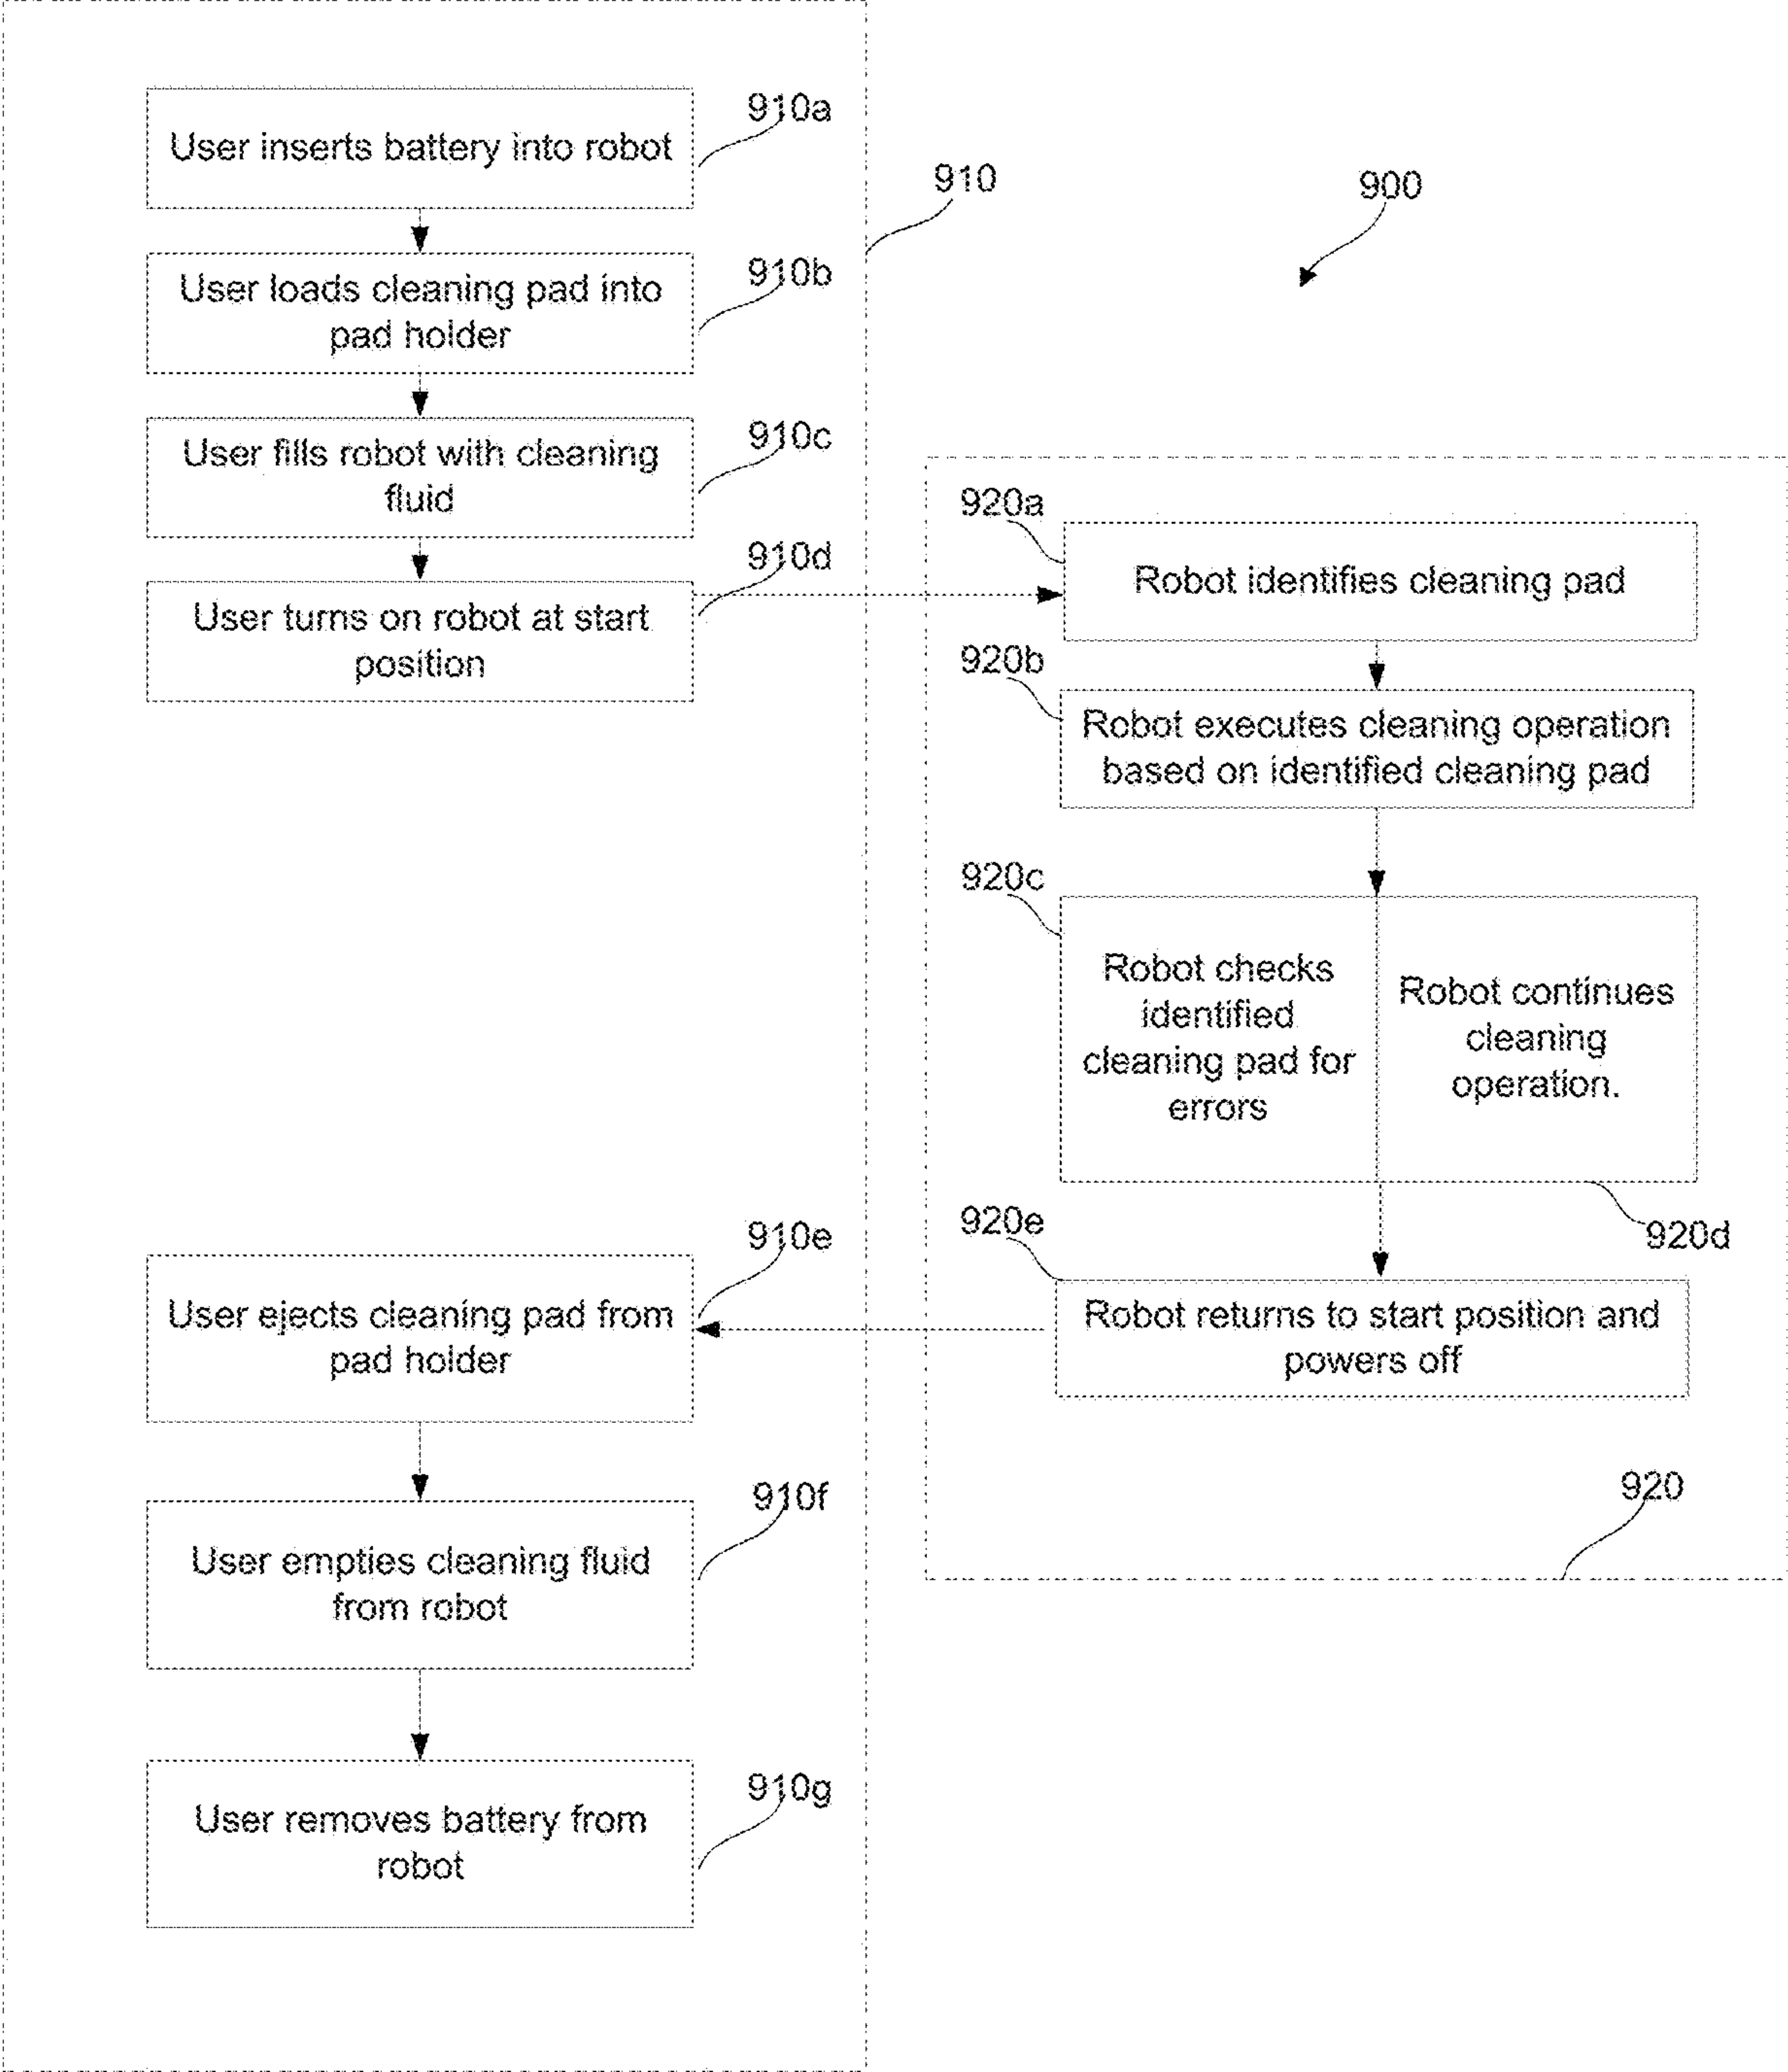 910a
User inserts battery into robot
910
900
910b
User loads cleaning pad into
pad holder
910c
User fills robot with cleaning
fluid
910d
User turns on robot at start
position
920a
Robot identifies cleaning pad
920b
Robot executes cleaning operation
based on identified cleaning pad
920c
Robot checks
identified
cleaning pad for
errors
Robot continues
cleaning
operation.
920d
920e
Robot returns to start position and
powers off
910e
User ejects cleaning pad from
pad holder
920
910f
User empties cleaning fluid
from robot
910g
User removes battery from
robot